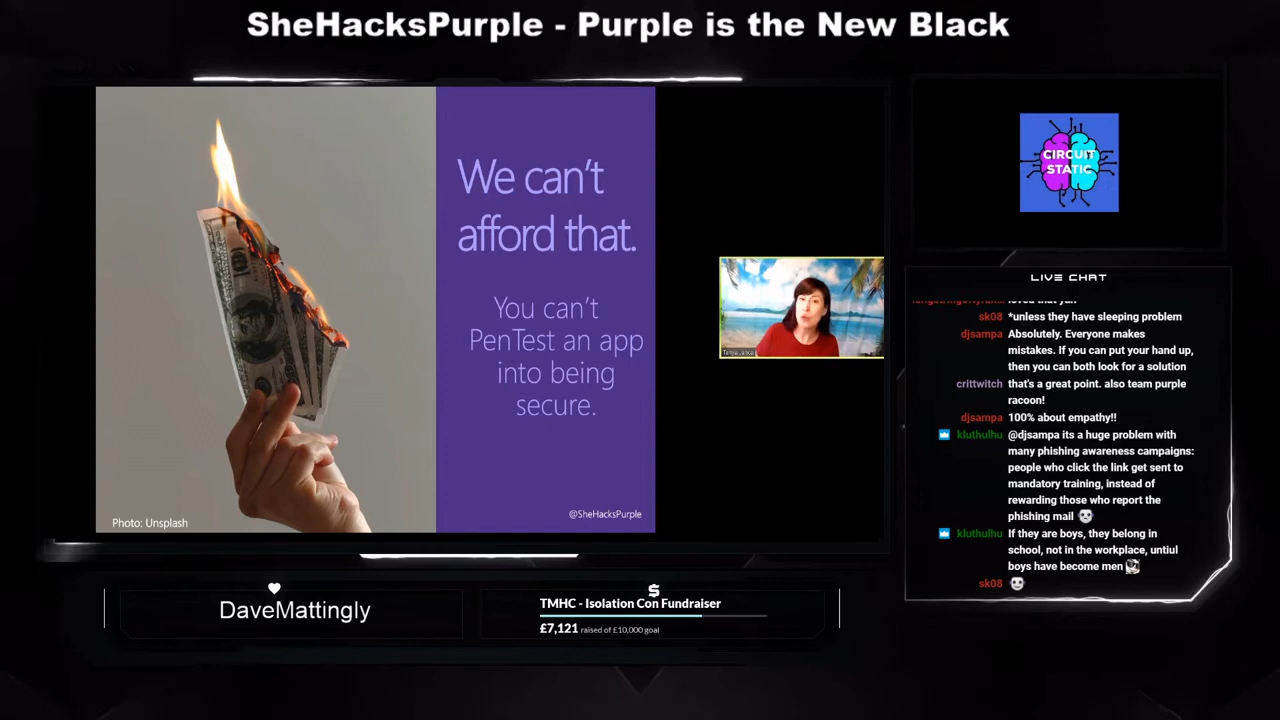 SheHacksPurple - Purple is the New Black
We can't
afford that.
You can't
PenTest an app
into being
secure.
@SheHacksPurple
Photo: Unsplash
CIRCUIT
STATIC
LIVE CHAT
loved that yah
sk08 *unless they have sleeping problem
djsampa Absolutely. Everyone makes
mistakes. If you can put your hand up,
then you can both look for a solution
crittwitch that's a great point. also team purple
racoon!
djsampa 100% about empathy!!
kluthulhu @djsampa its a huge problem with
many phishing awareness campaigns:
people who click the link get sent to
mandatory training, instead of
rewarding those who report the
phishing mail
kluthulhu If they are boys, they belong in
school, not in the workplace, untiul
boys have become men
sk08
DaveMattingly
$
TMHC - Isolation Con Fundraiser
£7,121 raised of £10,000 goal